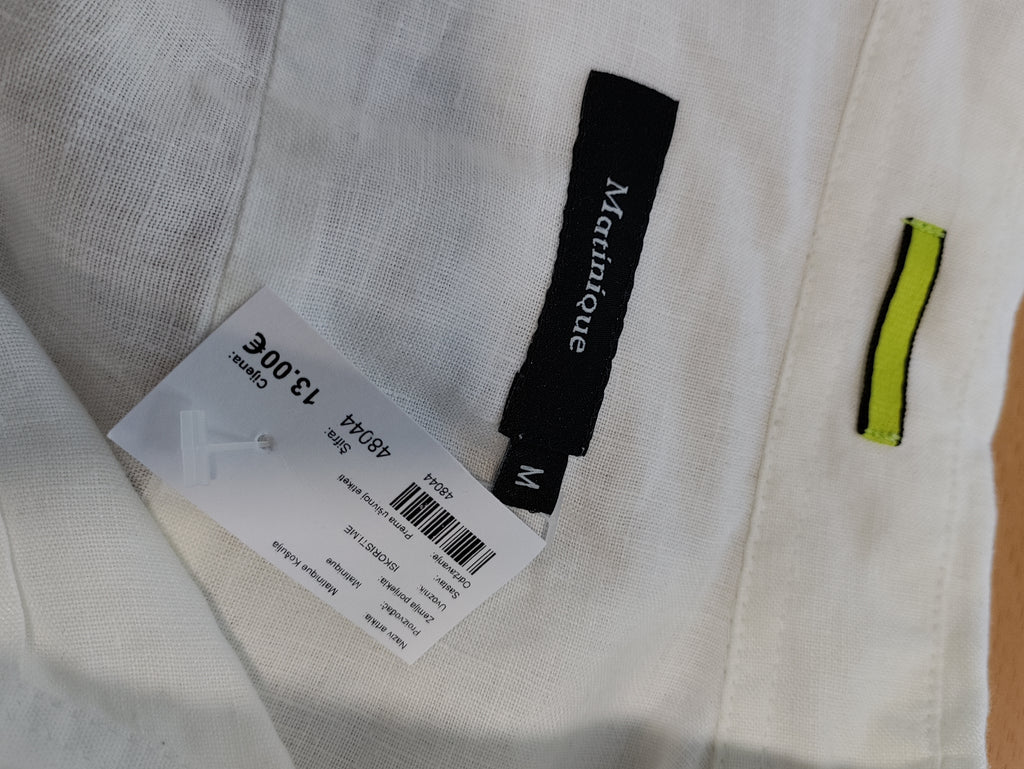 Matinique
M
Naziv artikla: Matinique Košulja
Proizvođač: Matinique
Zemlja porijekla:
Uvoznik: ISKORISTI ME
Sastav:
Održavanje: Prema ušivnoj etiketi
48044
Šifra: 48044
Cijena: 13.00€